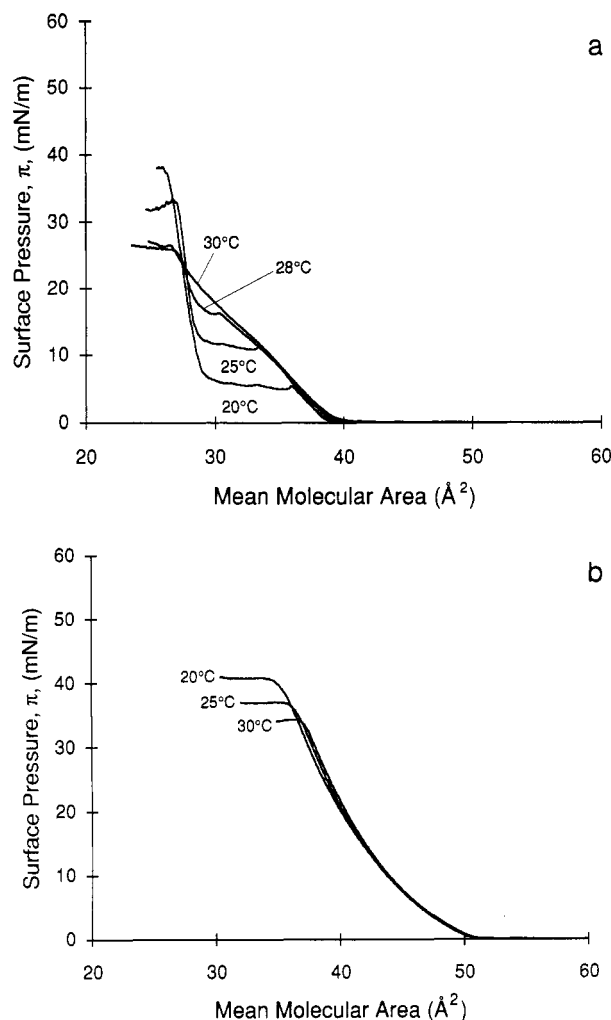 a
Surface Pressure, π, (mN/m)
60
50
40
30
20
10
0
30°C
28°C
25°C
20°C
20 30 40 50 60
Mean Molecular Area (Å²)
b
Surface Pressure, π, (mN/m)
60
50
40
30
20
10
0
20°C
25°C
30°C
20 30 40 50 60
Mean Molecular Area (Å²)